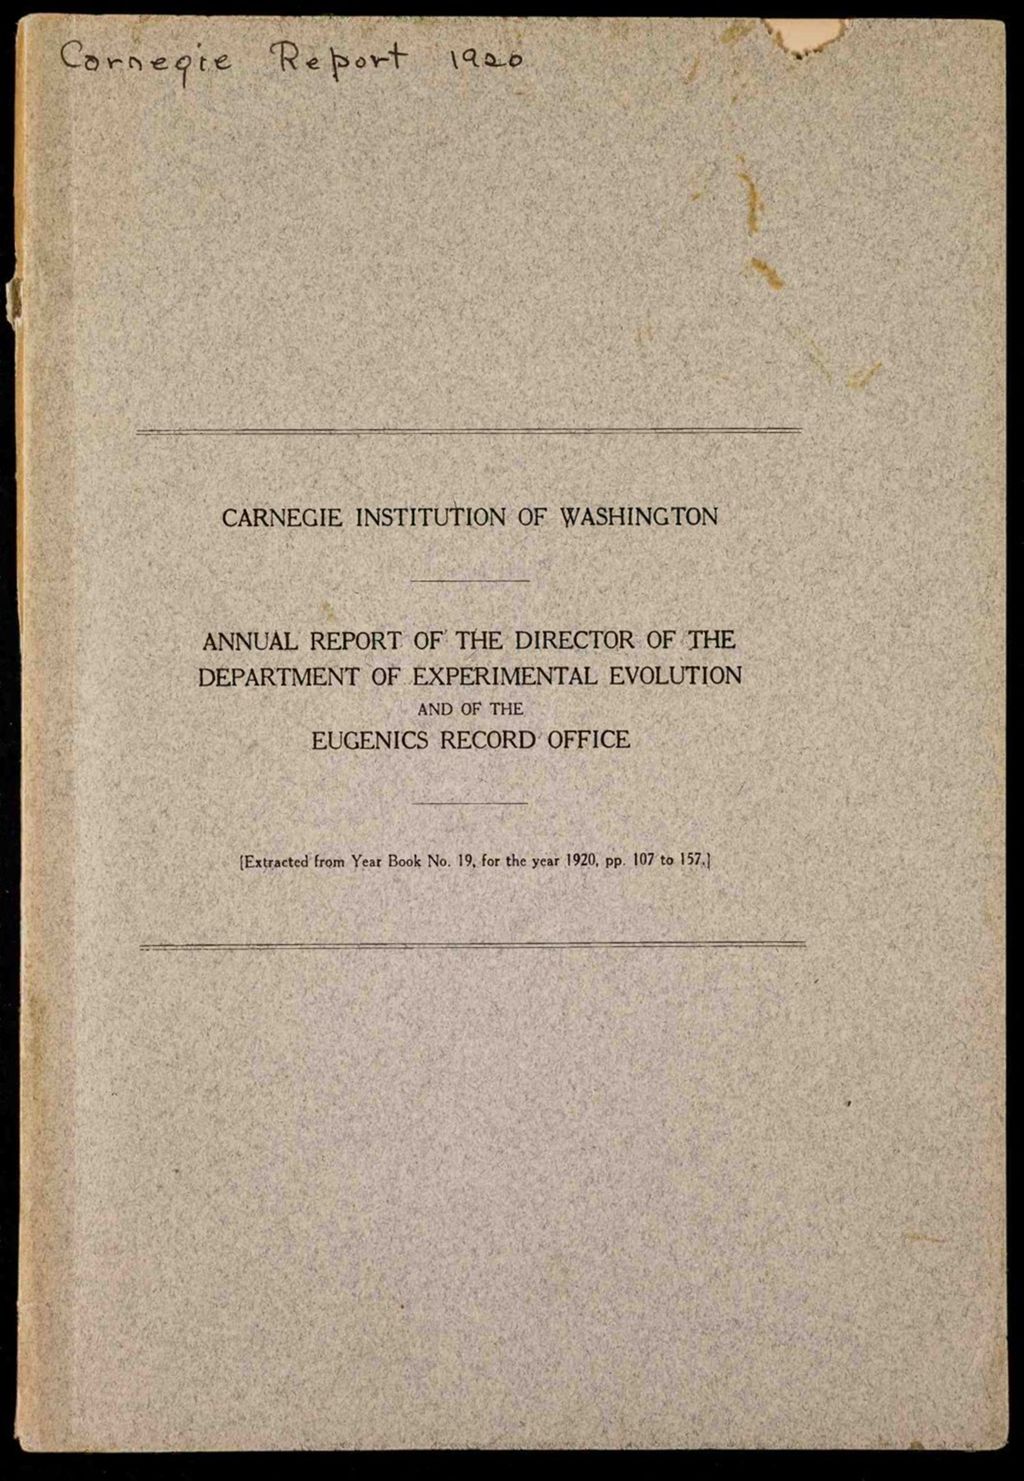 Carnegie Report 1920
CARNEGIE INSTITUTION OF WASHINGTON
ANNUAL REPORT OF THE DIRECTOR OF THE
DEPARTMENT OF EXPERIMENTAL EVOLUTION
AND OF THE
EUGENICS RECORD OFFICE
[Extracted from Year Book No. 19, for the year 1920, pp. 107 to 157.]